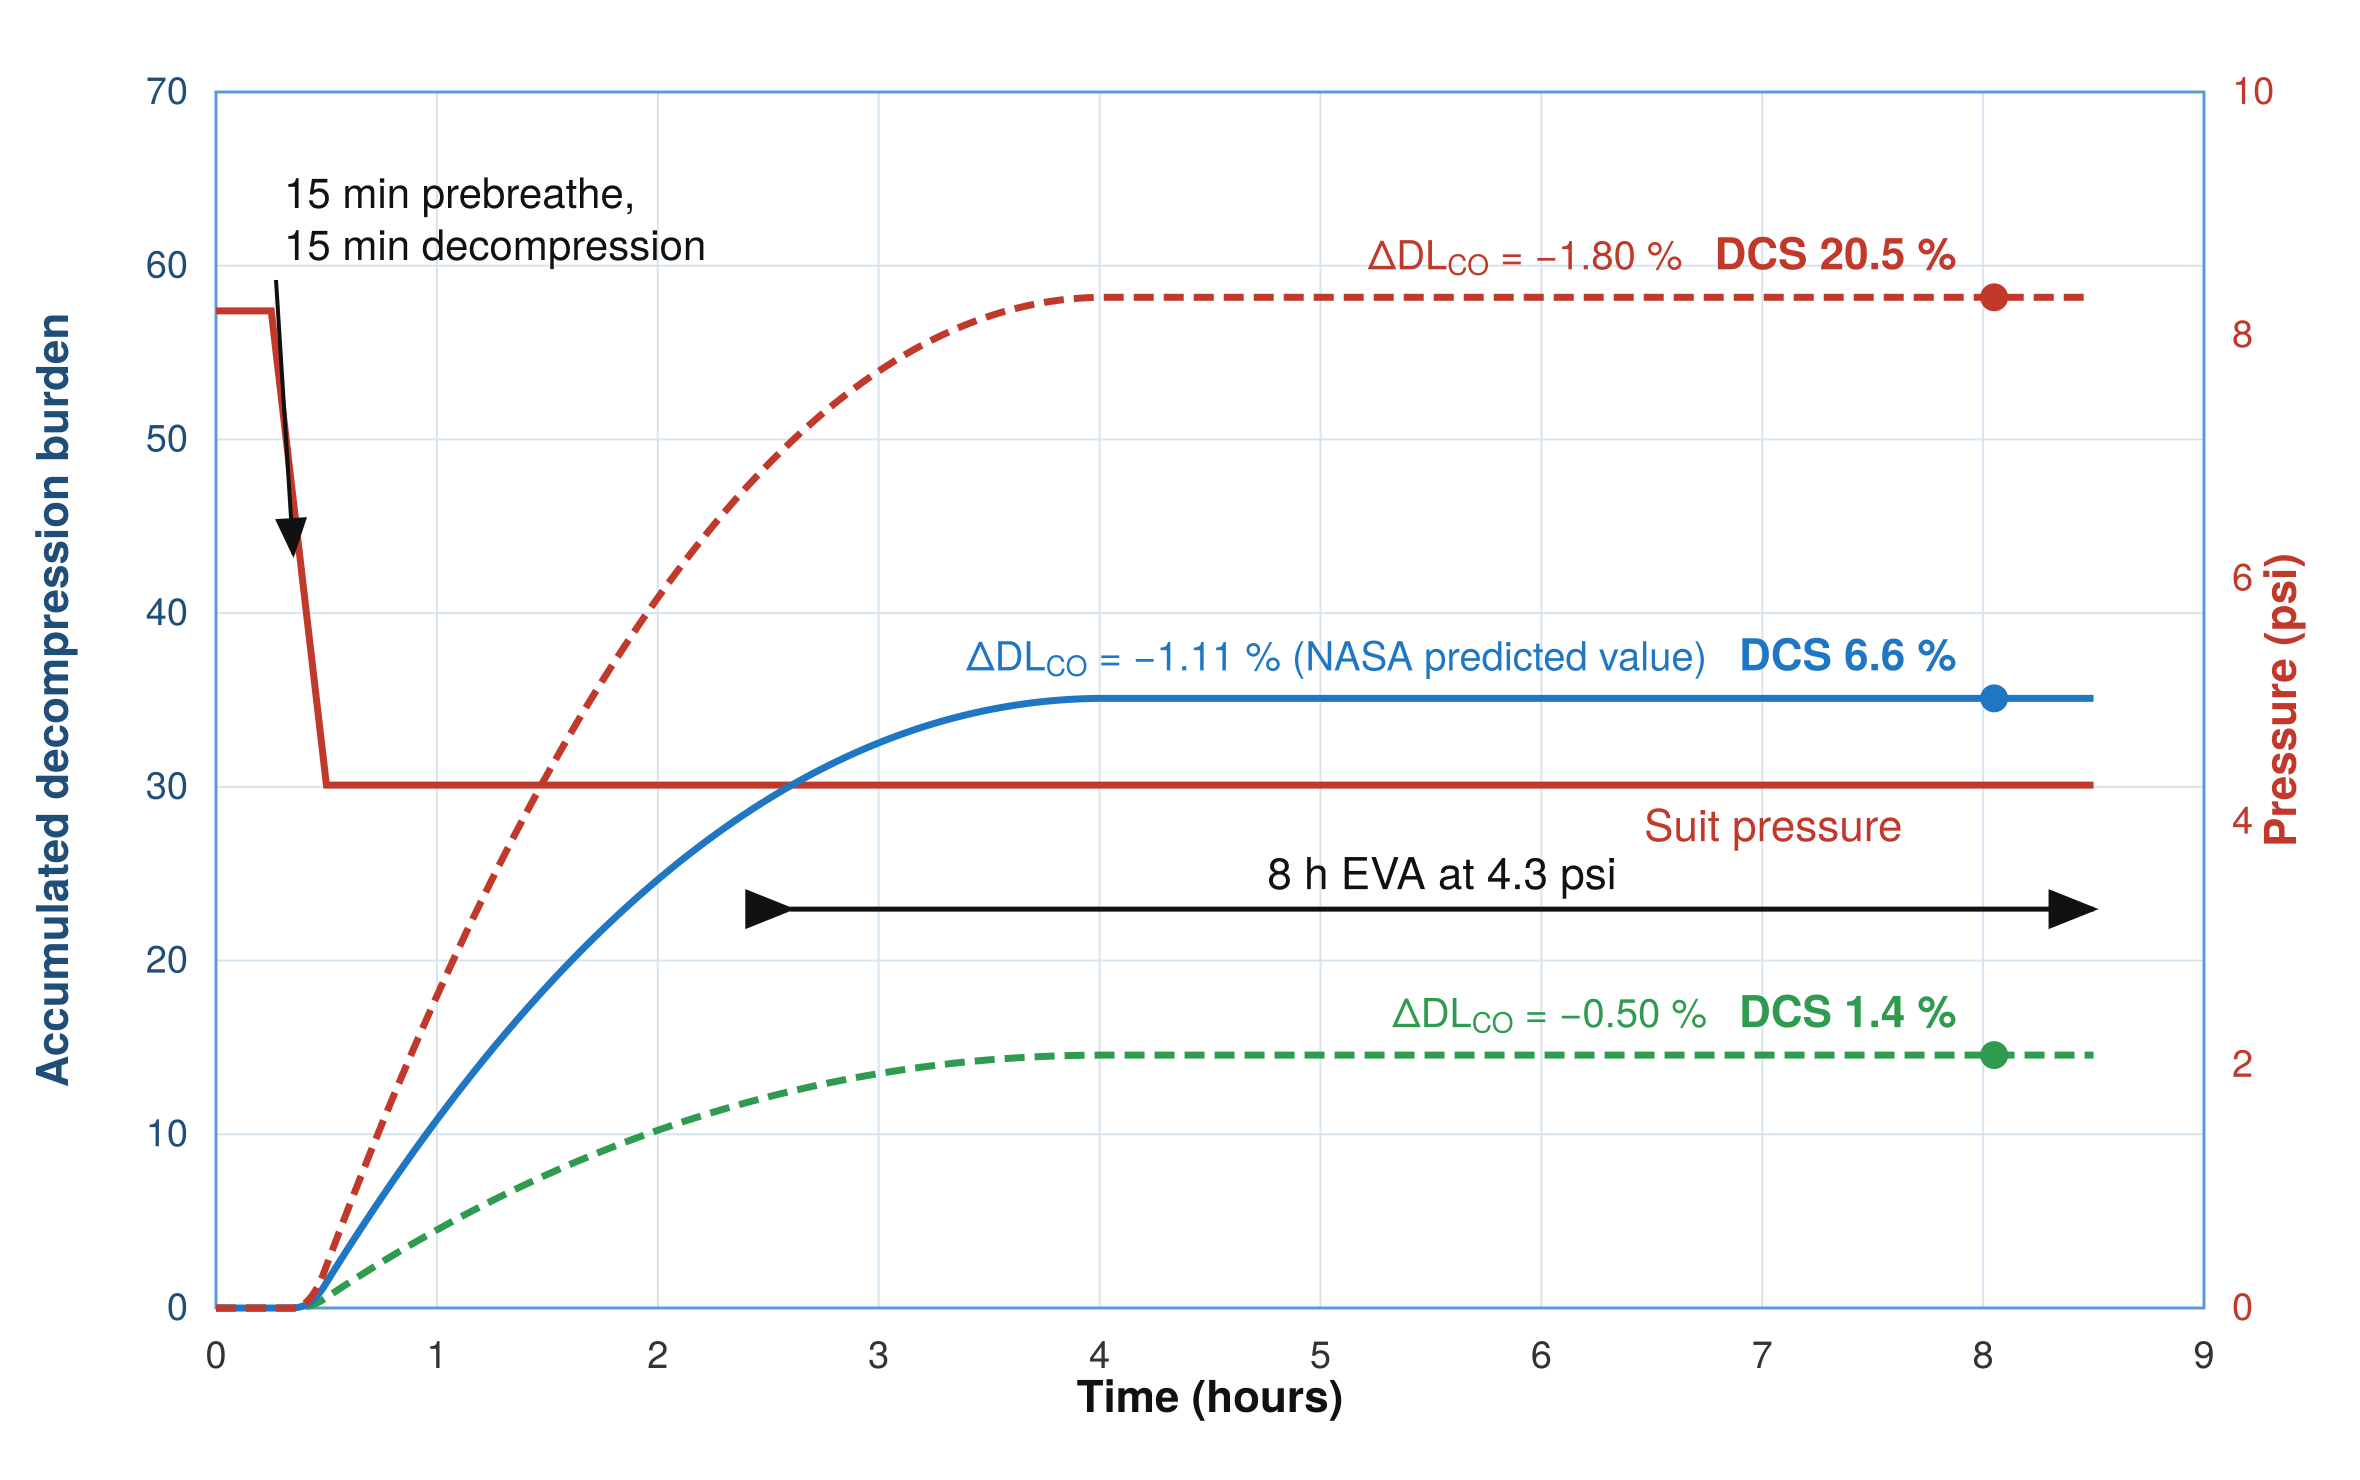 70
60
50
40
30
20
10
0
Accumulated decompression burden
15 min prebreathe,
15 min decompression
ΔDLCO = −1.80 % DCS 20.5 %
ΔDLCO = −1.11 % (NASA predicted value) DCS 6.6 %
Suit pressure
8 h EVA at 4.3 psi
ΔDLCO = −0.50 % DCS 1.4 %
10
8
6
4
2
0
Pressure (psi)
0 1 2 3 4 5 6 7 8 9
Time (hours)